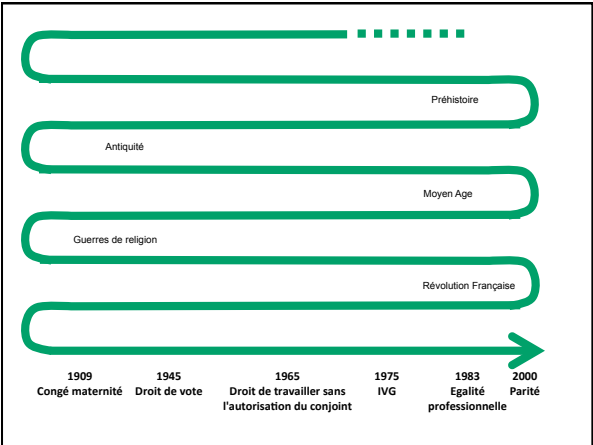 Préhistoire
Antiquité
Moyen Age
Guerres de religion
Révolution Française
1909
Congé maternité
1945
Droit de vote
1965
Droit de travailler sans
l'autorisation du conjoint
1975
IVG
1983
Egalité
professionnelle
2000
Parité